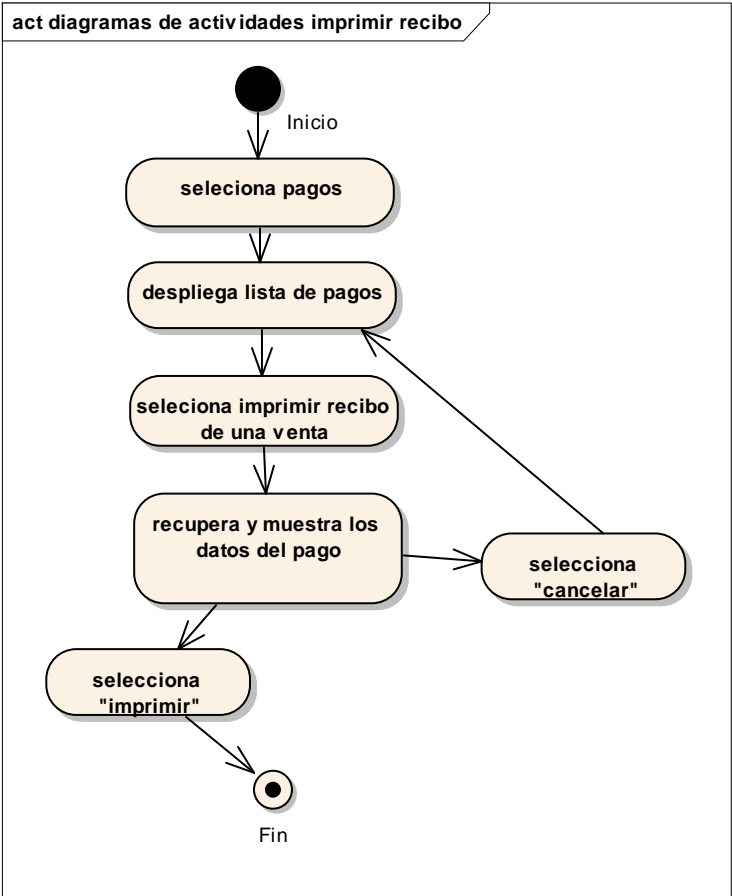 act diagramas de actividades imprimir recibo
Inicio
seleciona pagos
despliega lista de pagos
seleciona imprimir recibo
de una venta
recupera y muestra los
datos del pago
selecciona
"cancelar"
selecciona
"imprimir"
Fin